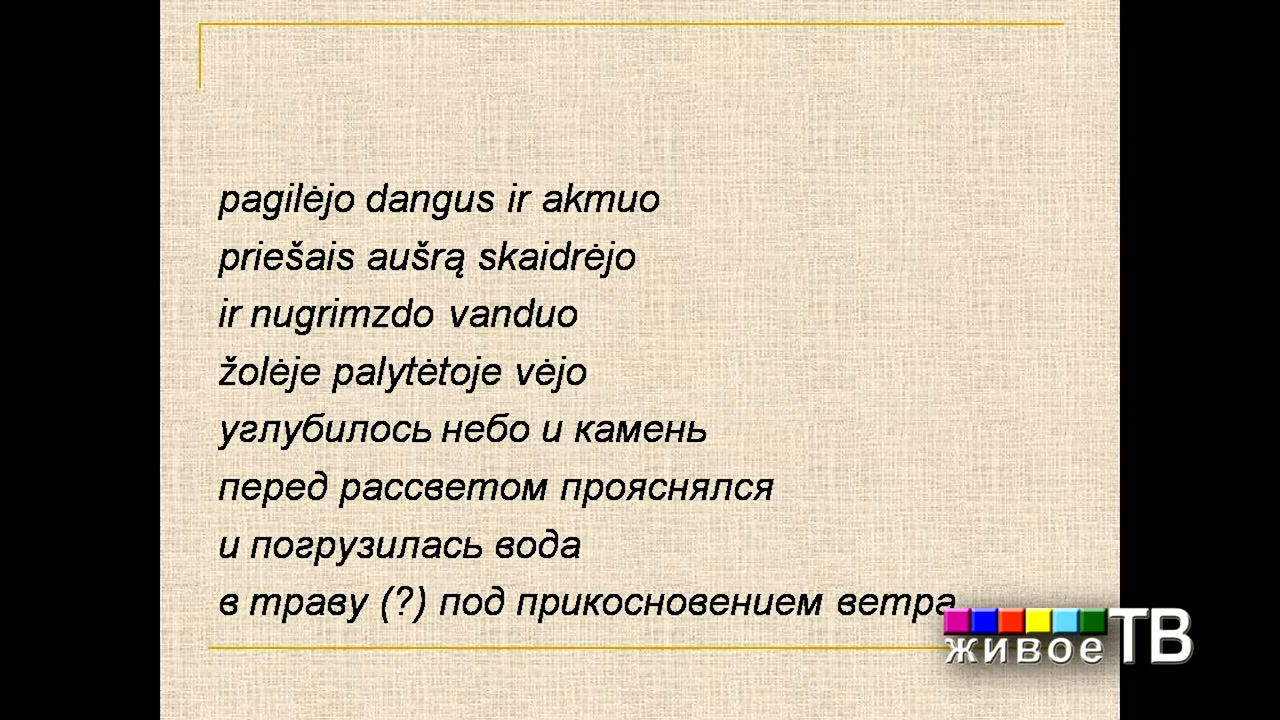 pagilėjo dangus ir akmuo
priešais aušrą skaidrėjo
ir nugrimzdo vanduo
žolėje palytėtoje vėjo
углубилось небо и камень
перед рассветом прояснялся
и погрузилась вода
в траву (?) под прикосновением ветра
живое ТВ